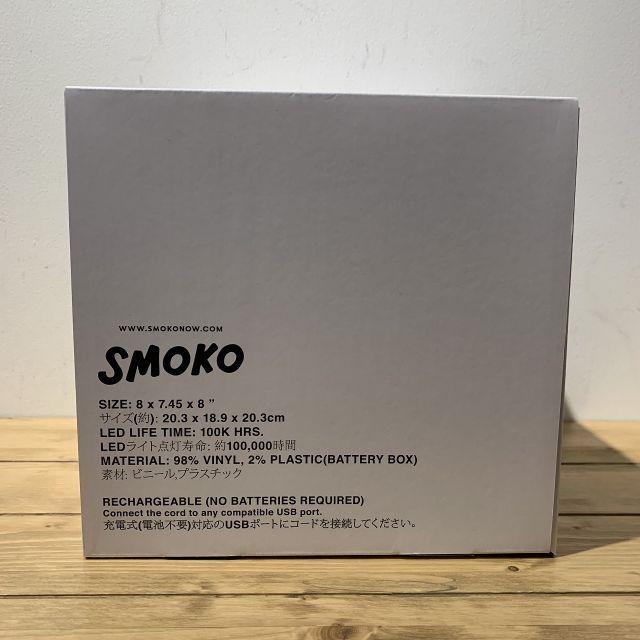 WWW.SMOKONOW.COM
SMOKO
SIZE: 8 x 7.45 x 8 ”
サイズ(約): 20.3 x 18.9 x 20.3cm
LED LIFE TIME: 100K HRS.
LEDライト点灯寿命: 約100,000時間
MATERIAL: 98% VINYL, 2% PLASTIC(BATTERY BOX)
素材: ビニール,プラスチック
RECHARGEABLE (NO BATTERIES REQUIRED)
Connect the cord to any compatible USB port.
充電式(電池不要)対応のUSBポートにコードを接続してください。